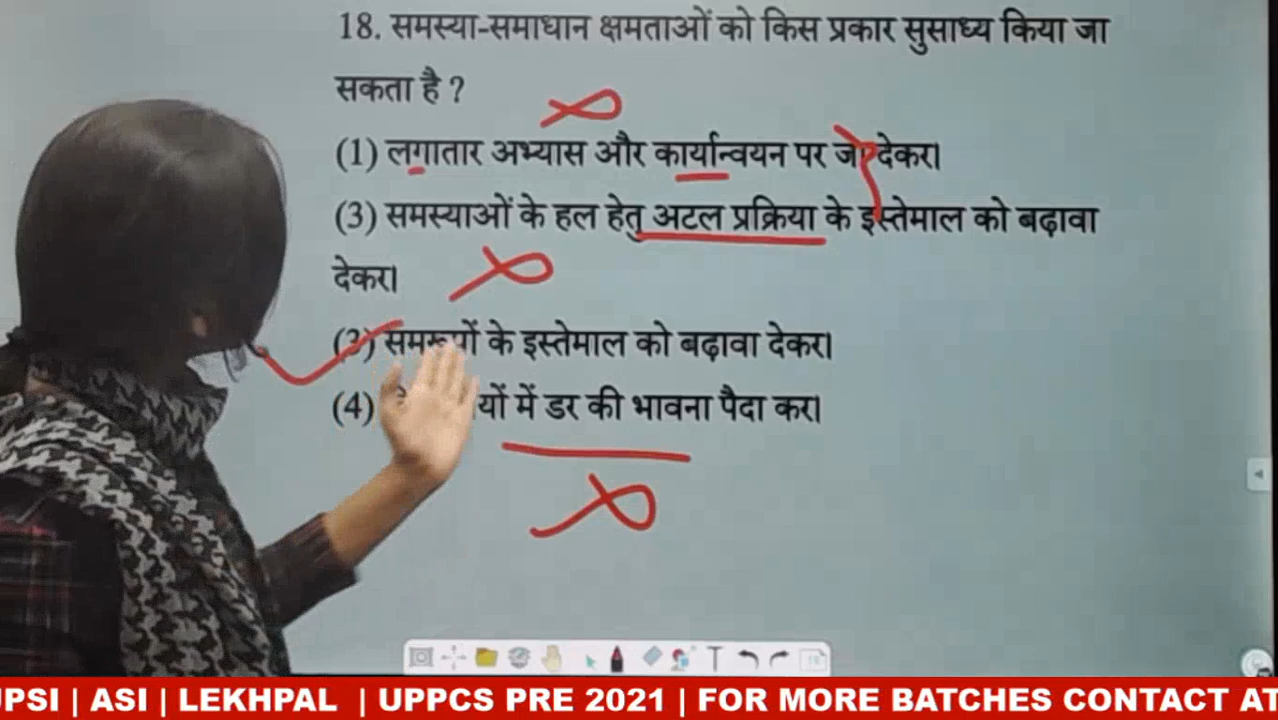 18. समस्या-समाधान क्षमताओं को किस प्रकार सुसाध्य किया जा
सकता है ?
(1) लगातार अभ्यास और कार्यान्वयन पर देकर।
(3) समस्याओं के हल हेतु अटल प्रक्रिया के इस्तेमाल को बढ़ावा
देकर।
(3) समरूपों के इस्तेमाल को बढ़ावा देकर।
(4) में डर की भावना पैदा कर।
UPSI | ASI | LEKHPAL | UPPCS PRE 2021 | FOR MORE BATCHES CONTACT AT